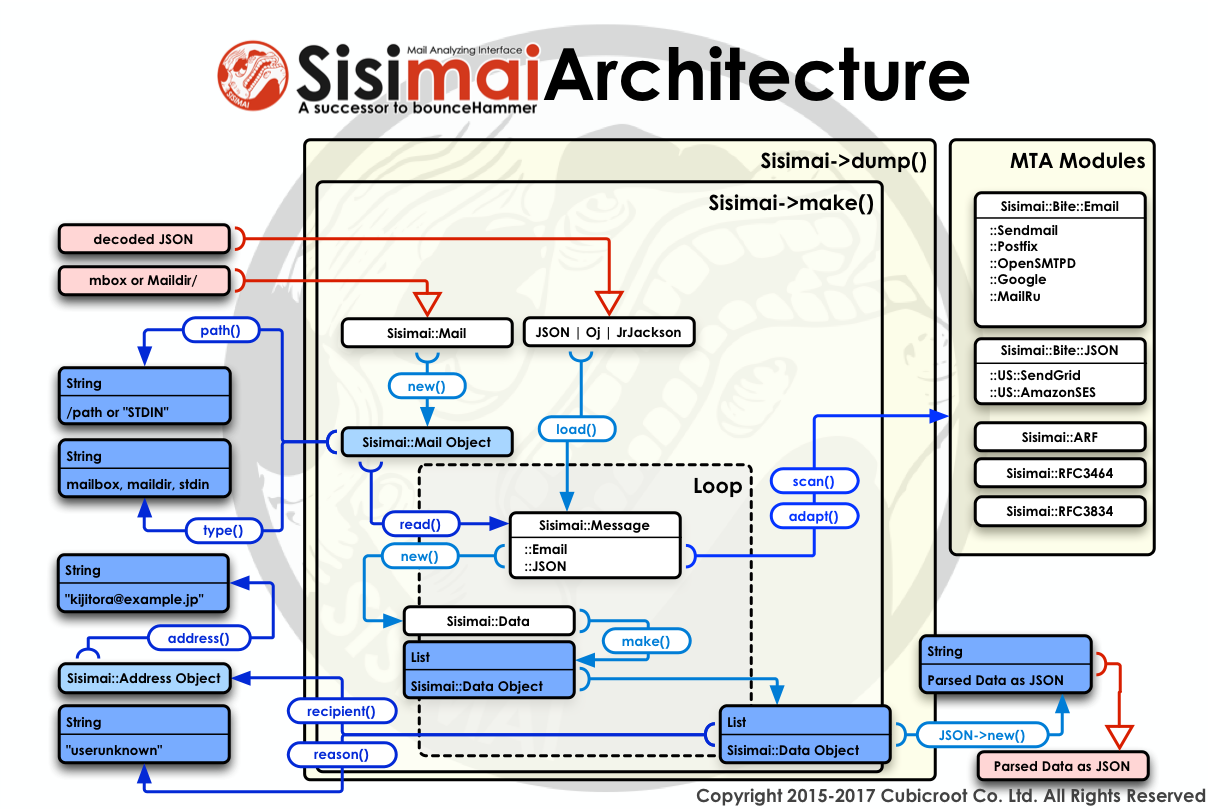 Mail Analyzing Interface
Sisimai Architecture
A successor to bounceHammer
SISIMAI
Sisimai->dump()
MTA Modules
Sisimai->make()
Sisimai::Bite::Email
::Sendmail
::Postfix
::OpenSMTPD
::Google
::MailRu
decoded JSON
mbox or Maildir/
path()
Sisimai::Mail
JSON | Oj | JrJackson
Sisimai::Bite::JSON
::US::SendGrid
::US::AmazonSES
String
/path or "STDIN"
new()
load()
Sisimai::Mail Object
Sisimai::ARF
String
mailbox, maildir, stdin
Sisimai::RFC3464
Loop
scan()
Sisimai::RFC3834
type()
read()
adapt()
Sisimai::Message
::Email
::JSON
new()
String
"kijitora@example.jp"
address()
Sisimai::Data
make()
List
Sisimai::Data Object
String
Parsed Data as JSON
Sisimai::Address Object
recipient()
String
"userunknown"
reason()
List
Sisimai::Data Object
JSON->new()
Parsed Data as JSON
Copyright 2015-2017 Cubicroot Co. Ltd. All Rights Reserved